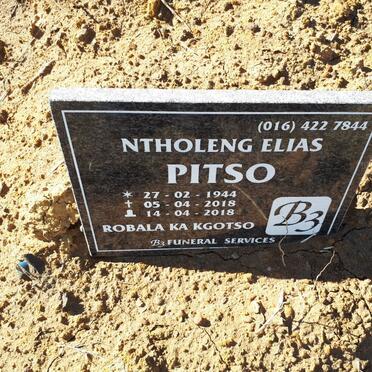 (016) 422 7844
NTHOLENG ELIAS
PITSO
* 27 - 02 - 1944
✝ 05 - 04 - 2018
14 - 04 - 2018
B3
ROBALA KA KGOTSO
B3 FUNERAL SERVICES